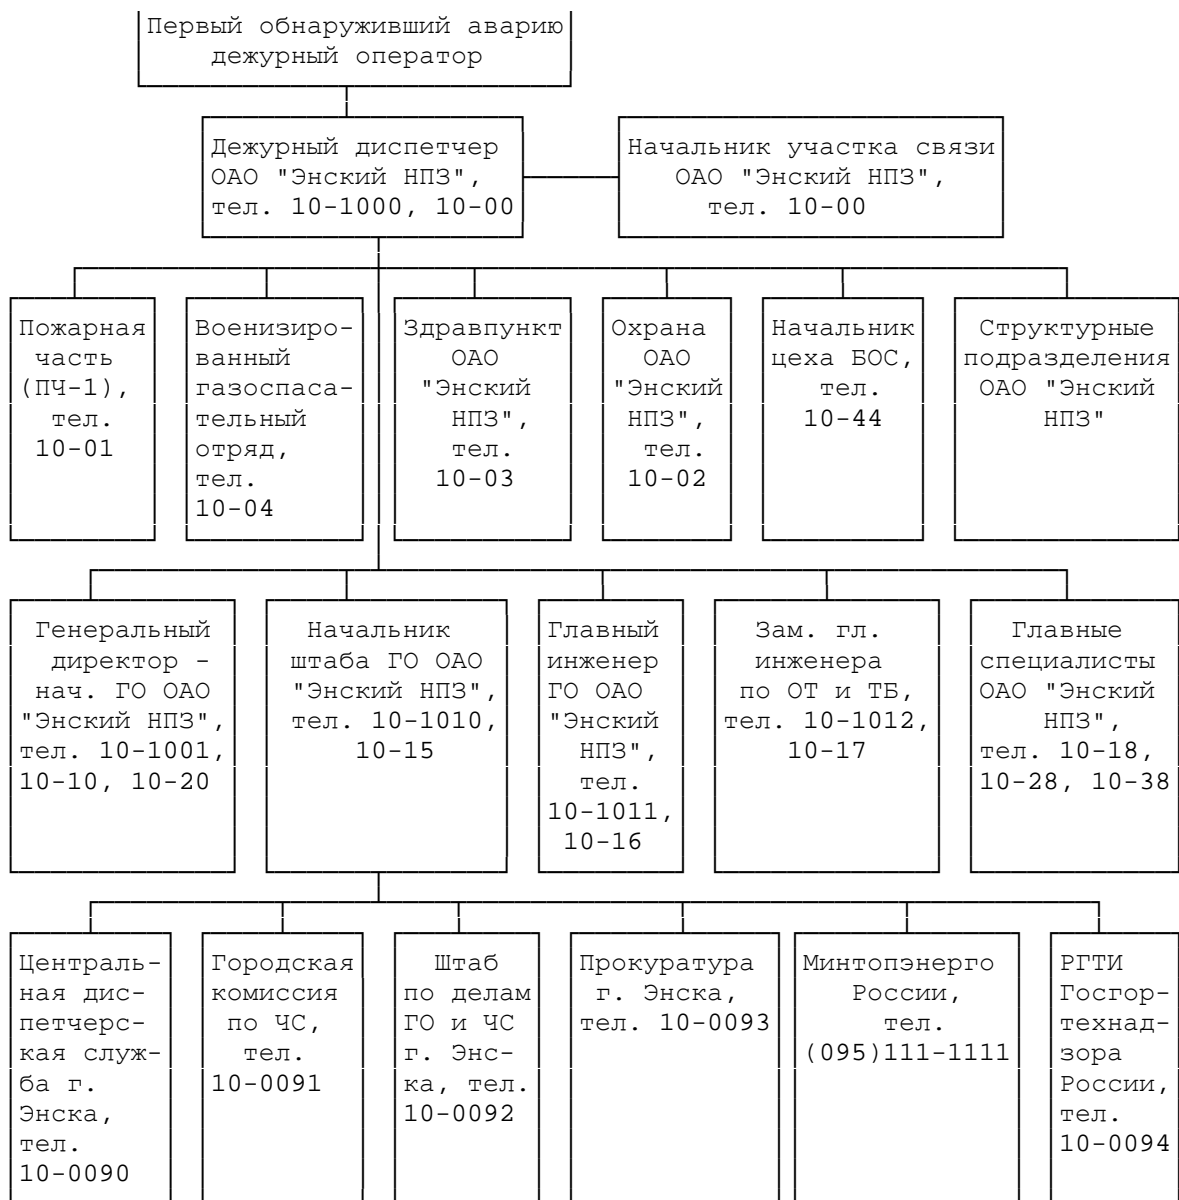 Первый обнаруживший аварию
дежурный оператор
Дежурный диспетчер
ОАО "Энский НПЗ",
тел. 10-1000, 10-00
Начальник участка связи
ОАО "Энский НПЗ",
тел. 10-00
Пожарная
часть
(ПЧ-1),
тел.
10-01
Военизиро-
ванный
газоспаса-
тельный
отряд,
тел.
10-04
Здравпункт
ОАО
"Энский
НПЗ",
тел.
10-03
Охрана
ОАО
"Энский
НПЗ",
тел.
10-02
Начальник
цеха БОС,
тел.
10-44
Структурные
подразделения
ОАО "Энский
НПЗ"
Генеральный
директор -
нач. ГО ОАО
"Энский НПЗ",
тел. 10-1001,
10-10, 10-20
Начальник
штаба ГО ОАО
"Энский НПЗ",
тел. 10-1010,
10-15
Главный
инженер
ГО ОАО
"Энский
НПЗ",
тел.
10-1011,
10-16
Зам. гл.
инженера
по ОТ и ТБ,
тел. 10-1012,
10-17
Главные
специалисты
ОАО "Энский
НПЗ",
тел. 10-18,
10-28, 10-38
Централь-
ная дис-
петчерс-
кая служ-
ба г.
Энска,
тел.
10-0090
Городская
комиссия
по ЧС,
тел.
10-0091
Штаб
по делам
ГО и ЧС
г. Энс-
ка, тел.
10-0092
Прокуратура
г. Энска,
тел. 10-0093
Минтопэнерго
России,
тел.
(095)111-1111
РГТИ
Госгор-
технад-
зора
России,
тел.
10-0094